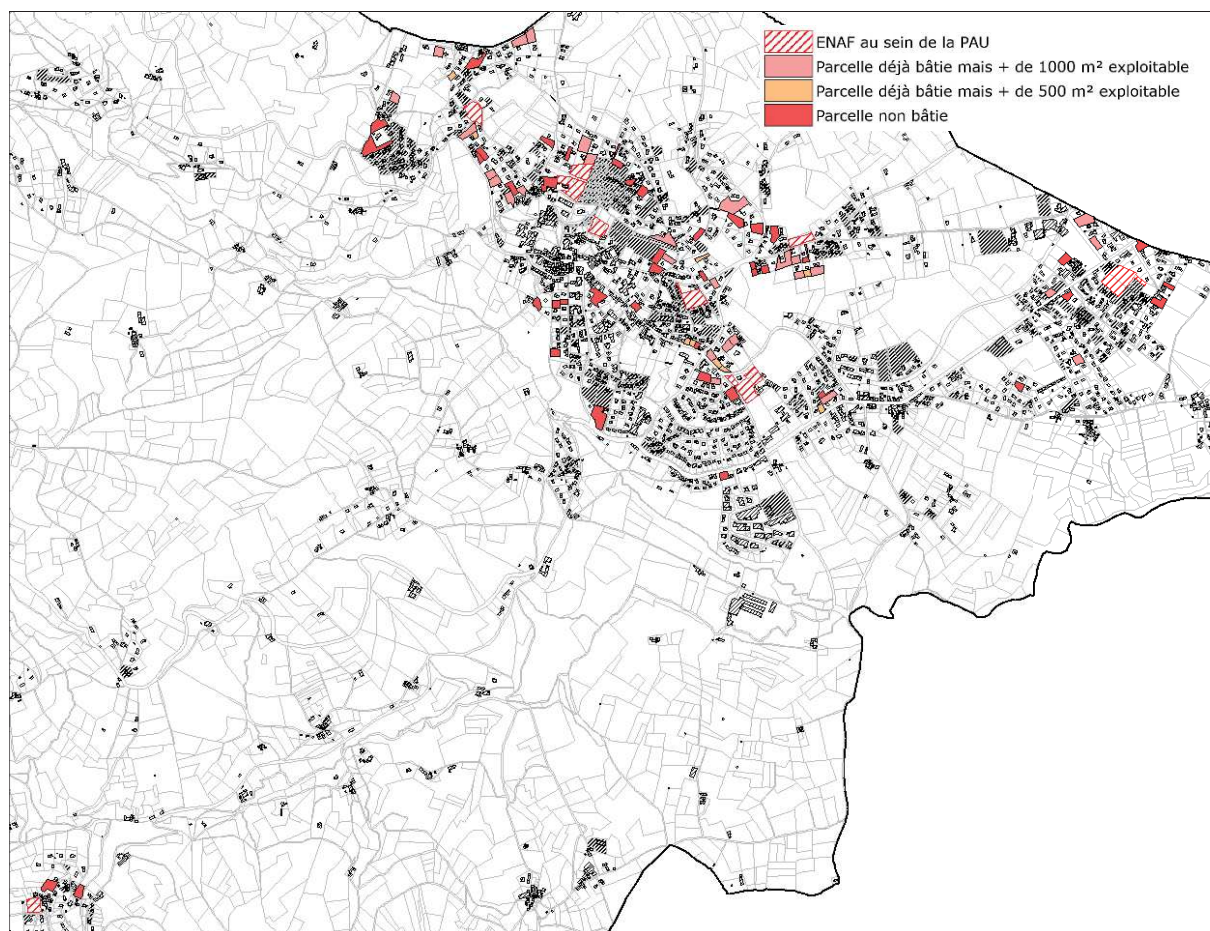 ENAF au sein de la PAU
Parcelle déjà bâtie mais + de 1000 m² exploitable
Parcelle déjà bâtie mais + de 500 m² exploitable
Parcelle non bâtie